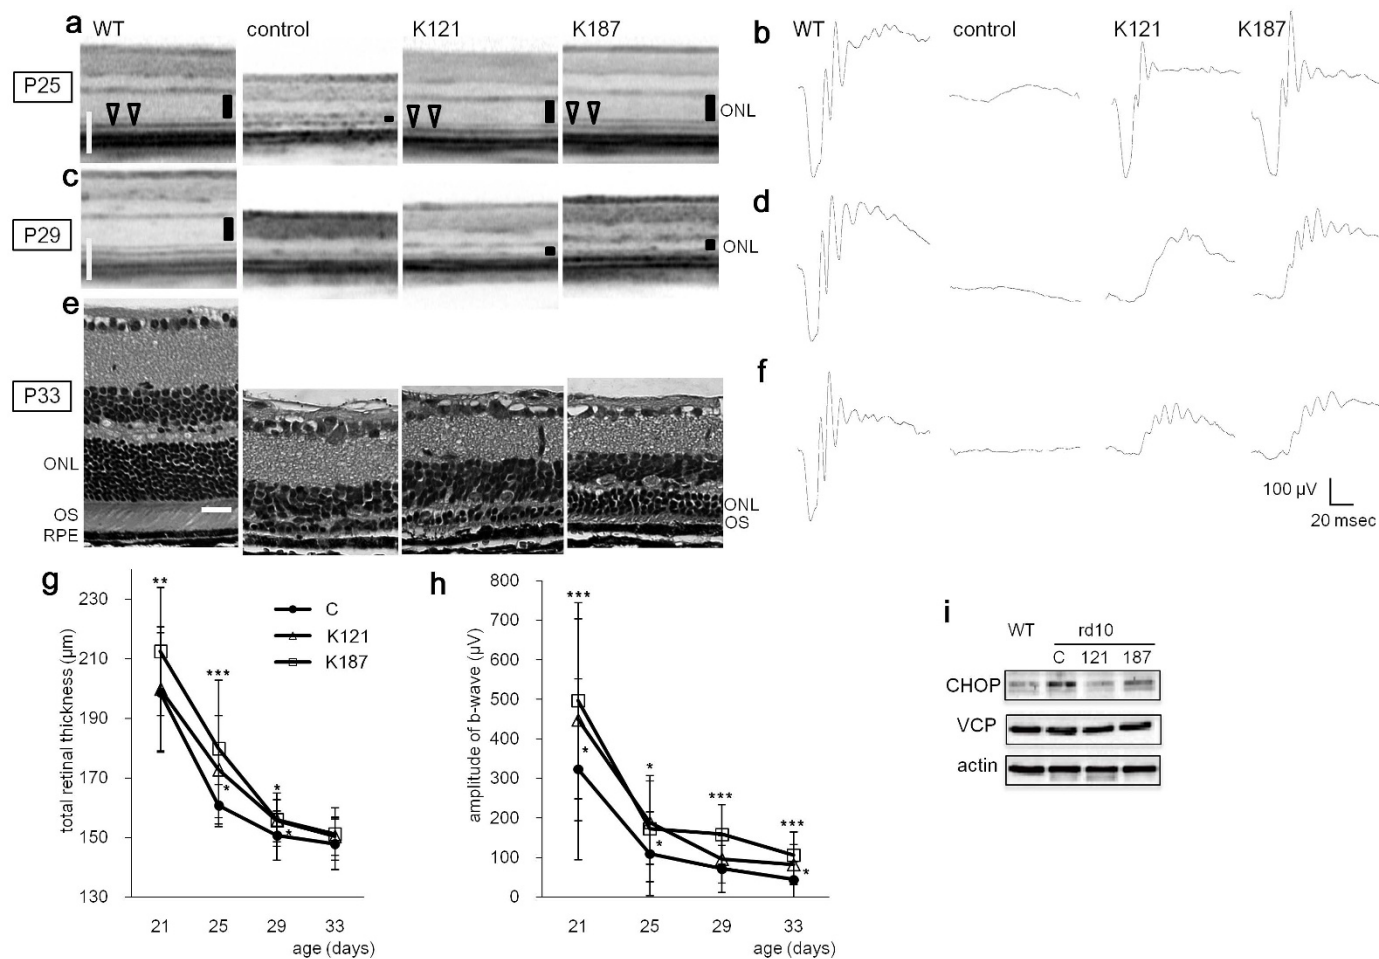 a
WT
control
K121
K187
b
WT
control
K121
K187
P25
ONL
c
d
P29
ONL
e
f
P33
ONL
OS
RPE
ONL
OS
100 µV
20 msec
g
total retinal thickness (µm)
230
210
190
170
150
130
21
25
29
33
age (days)
**
***
*
*
*
C
K121
K187
h
amplitude of b-wave (µV)
800
700
600
500
400
300
200
100
0
21
25
29
33
age (days)
***
*
*
*
***
***
*
i
WT
rd10
C 121 187
CHOP
VCP
actin